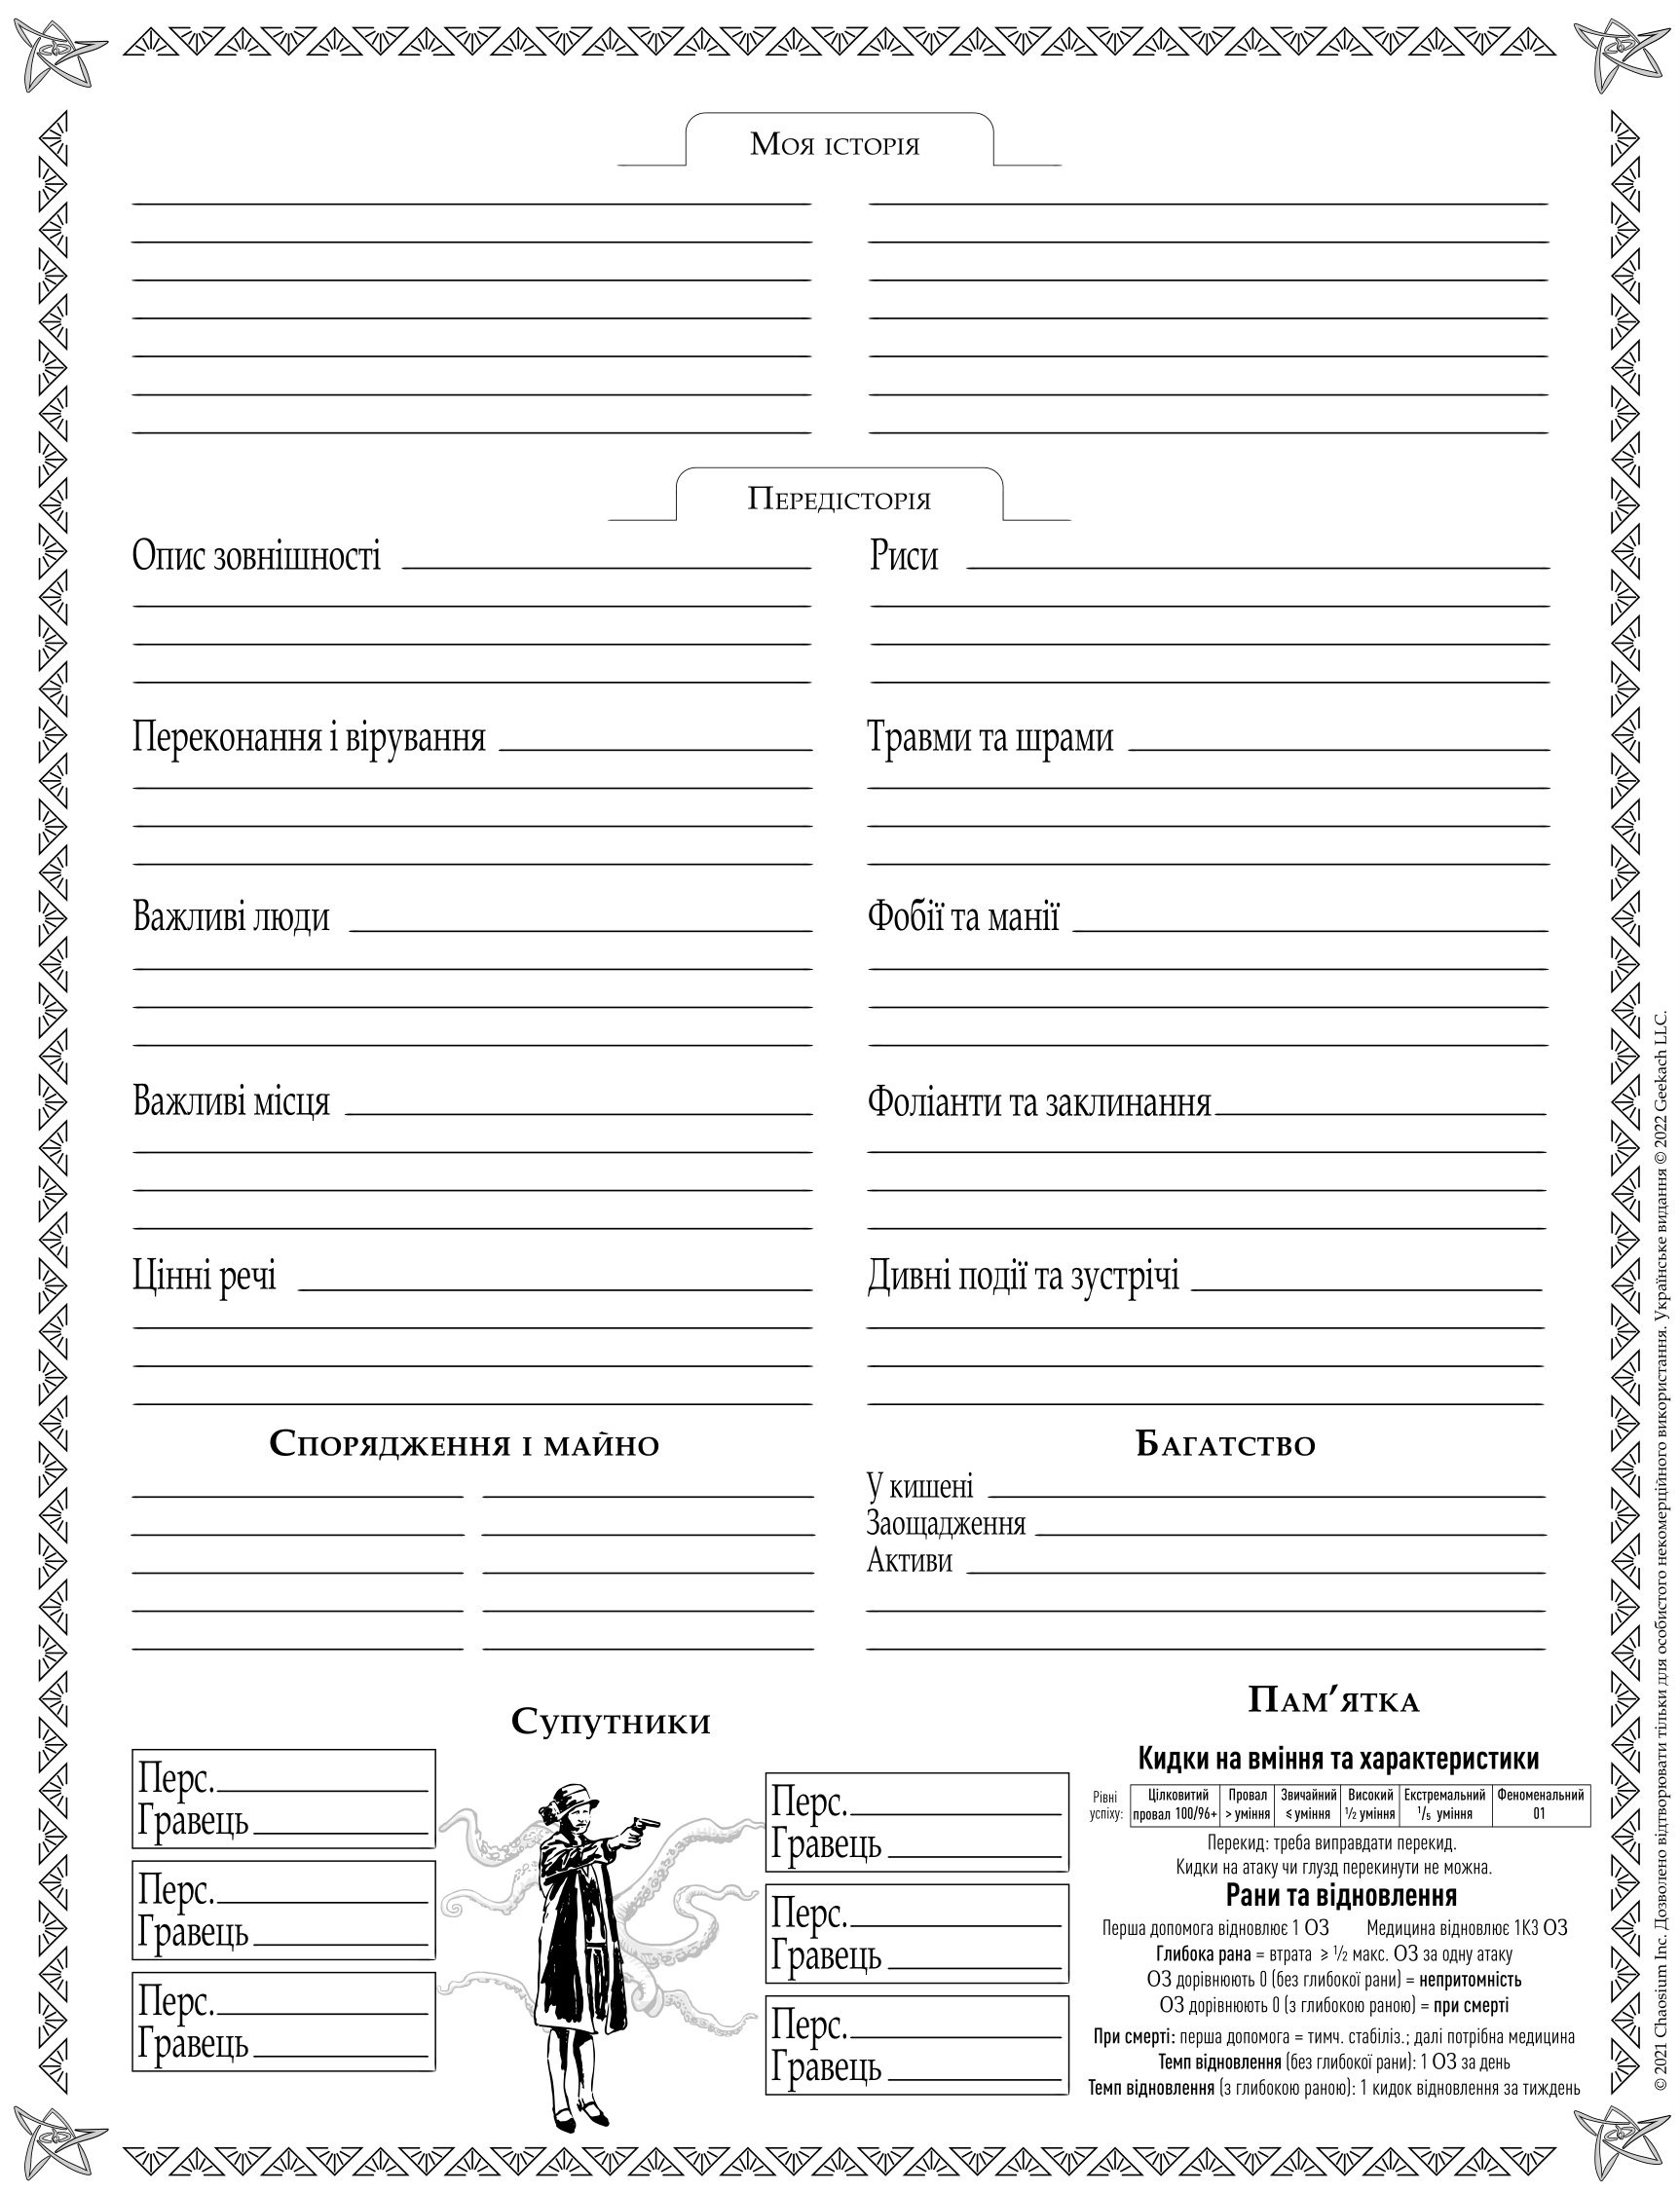 Моя історія
Передісторія
Опис зовнішності
Риси
Переконання і вірування
Травми та шрами
Важливі люди
Фобії та манії
Важливі місця
Фоліанти та заклинання
Цінні речі
Дивні події та зустрічі
Спорядження і майно
Багатство
У кишені
Заощадження
Активи
Супутники
Перс.
Гравець
Перс.
Гравець
Перс.
Гравець
Перс.
Гравець
Перс.
Гравець
Перс.
Гравець
Пам’ятка
Кидки на вміння та характеристики
Рівні успіху:
Цілковитий провал 100/96+
Провал > уміння
Звичайний ≤ уміння
Високий ½ уміння
Екстремальний 1/5 уміння
Феноменальний 01
Перекид: треба виправдати перекид.
Кидки на атаку чи глузд перекинути не можна.
Рани та відновлення
Перша допомога відновлює 1 ОЗ Медицина відновлює 1К3 ОЗ
Глибока рана = втрата ≥ ½ макс. ОЗ за одну атаку
ОЗ дорівнюють 0 (без глибокої рани) = непритомність
ОЗ дорівнюють 0 (з глибокою раною) = при смерті
При смерті: перша допомога = тимч. стабіліз.; далі потрібна медицина
Темп відновлення (без глибокої рани): 1 ОЗ за день
Темп відновлення (з глибокою раною): 1 кидок відновлення за тиждень
© 2021 Chaosium Inc. Дозволено відтворювати тільки для особистого некомерційного використання. Українське видання © 2022 Geekach LLC.